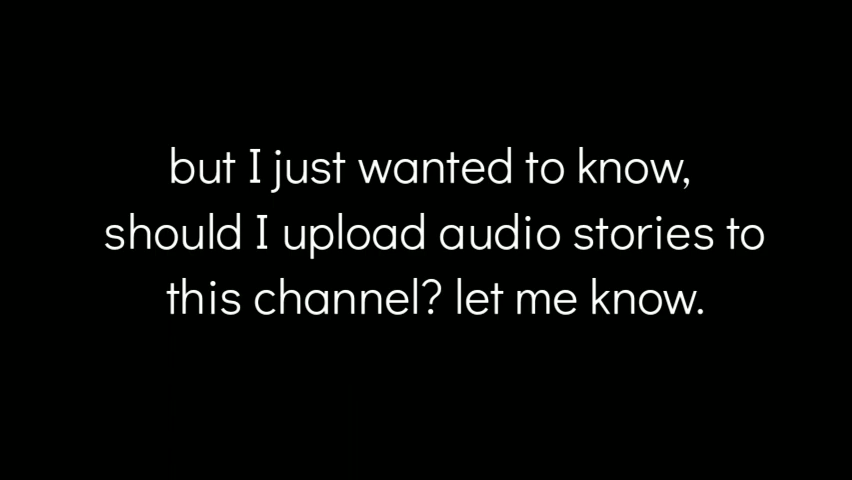 but I just wanted to know,
should I upload audio stories to
this channel? let me know.